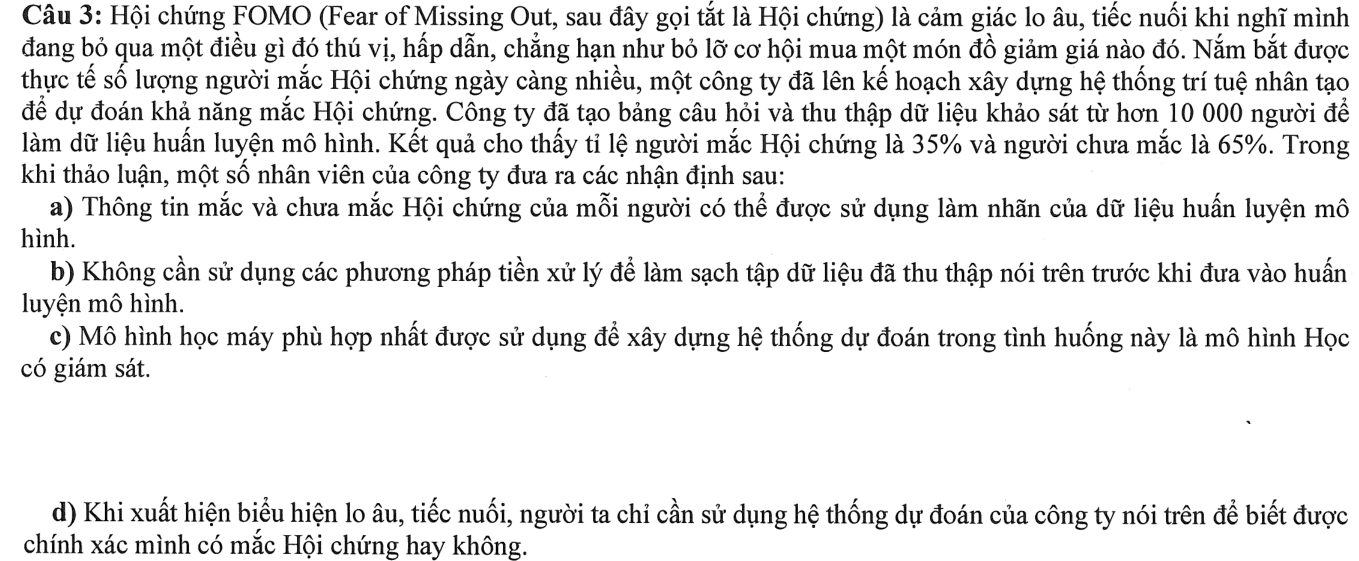 Câu 3: Hội chứng FOMO (Fear of Missing Out, sau đây gọi tắt là Hội chứng) là cảm giác lo âu, tiếc nuối khi nghĩ mình
đang bỏ qua một điều gì đó thú vị, hấp dẫn, chẳng hạn như bỏ lỡ cơ hội mua một món đồ giảm giá nào đó. Nắm bắt được
thực tế số lượng người mắc Hội chứng ngày càng nhiều, một công ty đã lên kế hoạch xây dựng hệ thống trí tuệ nhân tạo
để dự đoán khả năng mắc Hội chứng. Công ty đã tạo bảng câu hỏi và thu thập dữ liệu khảo sát từ hơn 10 000 người để
làm dữ liệu huấn luyện mô hình. Kết quả cho thấy tỉ lệ người mắc Hội chứng là 35% và người chưa mắc là 65%. Trong
khi thảo luận, một số nhân viên của công ty đưa ra các nhận định sau:
a) Thông tin mắc và chưa mắc Hội chứng của mỗi người có thể được sử dụng làm nhãn của dữ liệu huấn luyện mô
hình.
b) Không cần sử dụng các phương pháp tiền xử lý để làm sạch tập dữ liệu đã thu thập nói trên trước khi đưa vào huấn
luyện mô hình.
c) Mô hình học máy phù hợp nhất được sử dụng để xây dựng hệ thống dự đoán trong tình huống này là mô hình Học
có giám sát.
d) Khi xuất hiện biểu hiện lo âu, tiếc nuối, người ta chỉ cần sử dụng hệ thống dự đoán của công ty nói trên để biết được
chính xác mình có mắc Hội chứng hay không.